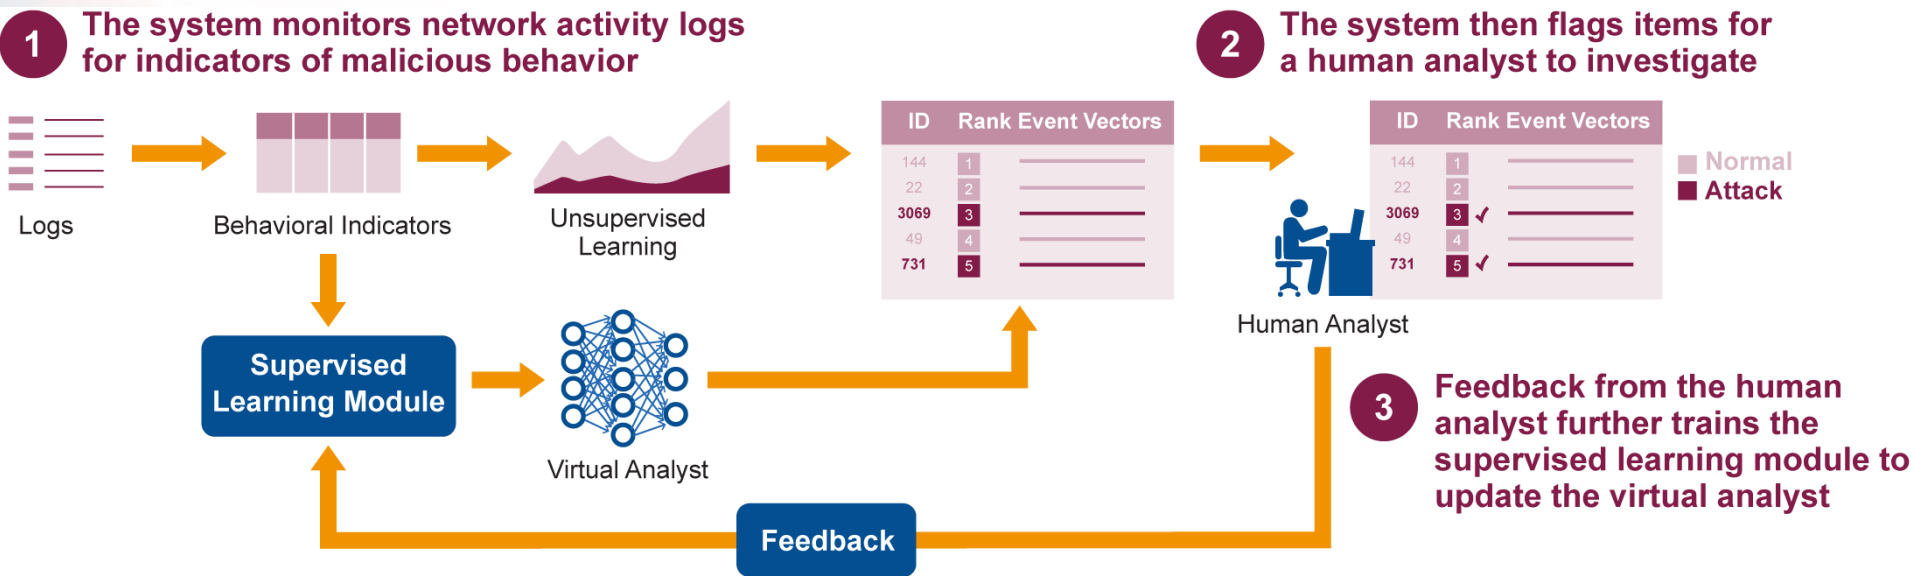 1
The system monitors network activity logs
for indicators of malicious behavior
2
The system then flags items for
a human analyst to investigate
Logs
Behavioral Indicators
Unsupervised
Learning
ID Rank Event Vectors
144 1
22 2
3069 3
49 4
731 5
ID Rank Event Vectors
144 1
22 2
3069 3
49 4
731 5
Normal
Attack
Human Analyst
Supervised
Learning Module
Virtual Analyst
3
Feedback from the human
analyst further trains the
supervised learning module to
update the virtual analyst
Feedback